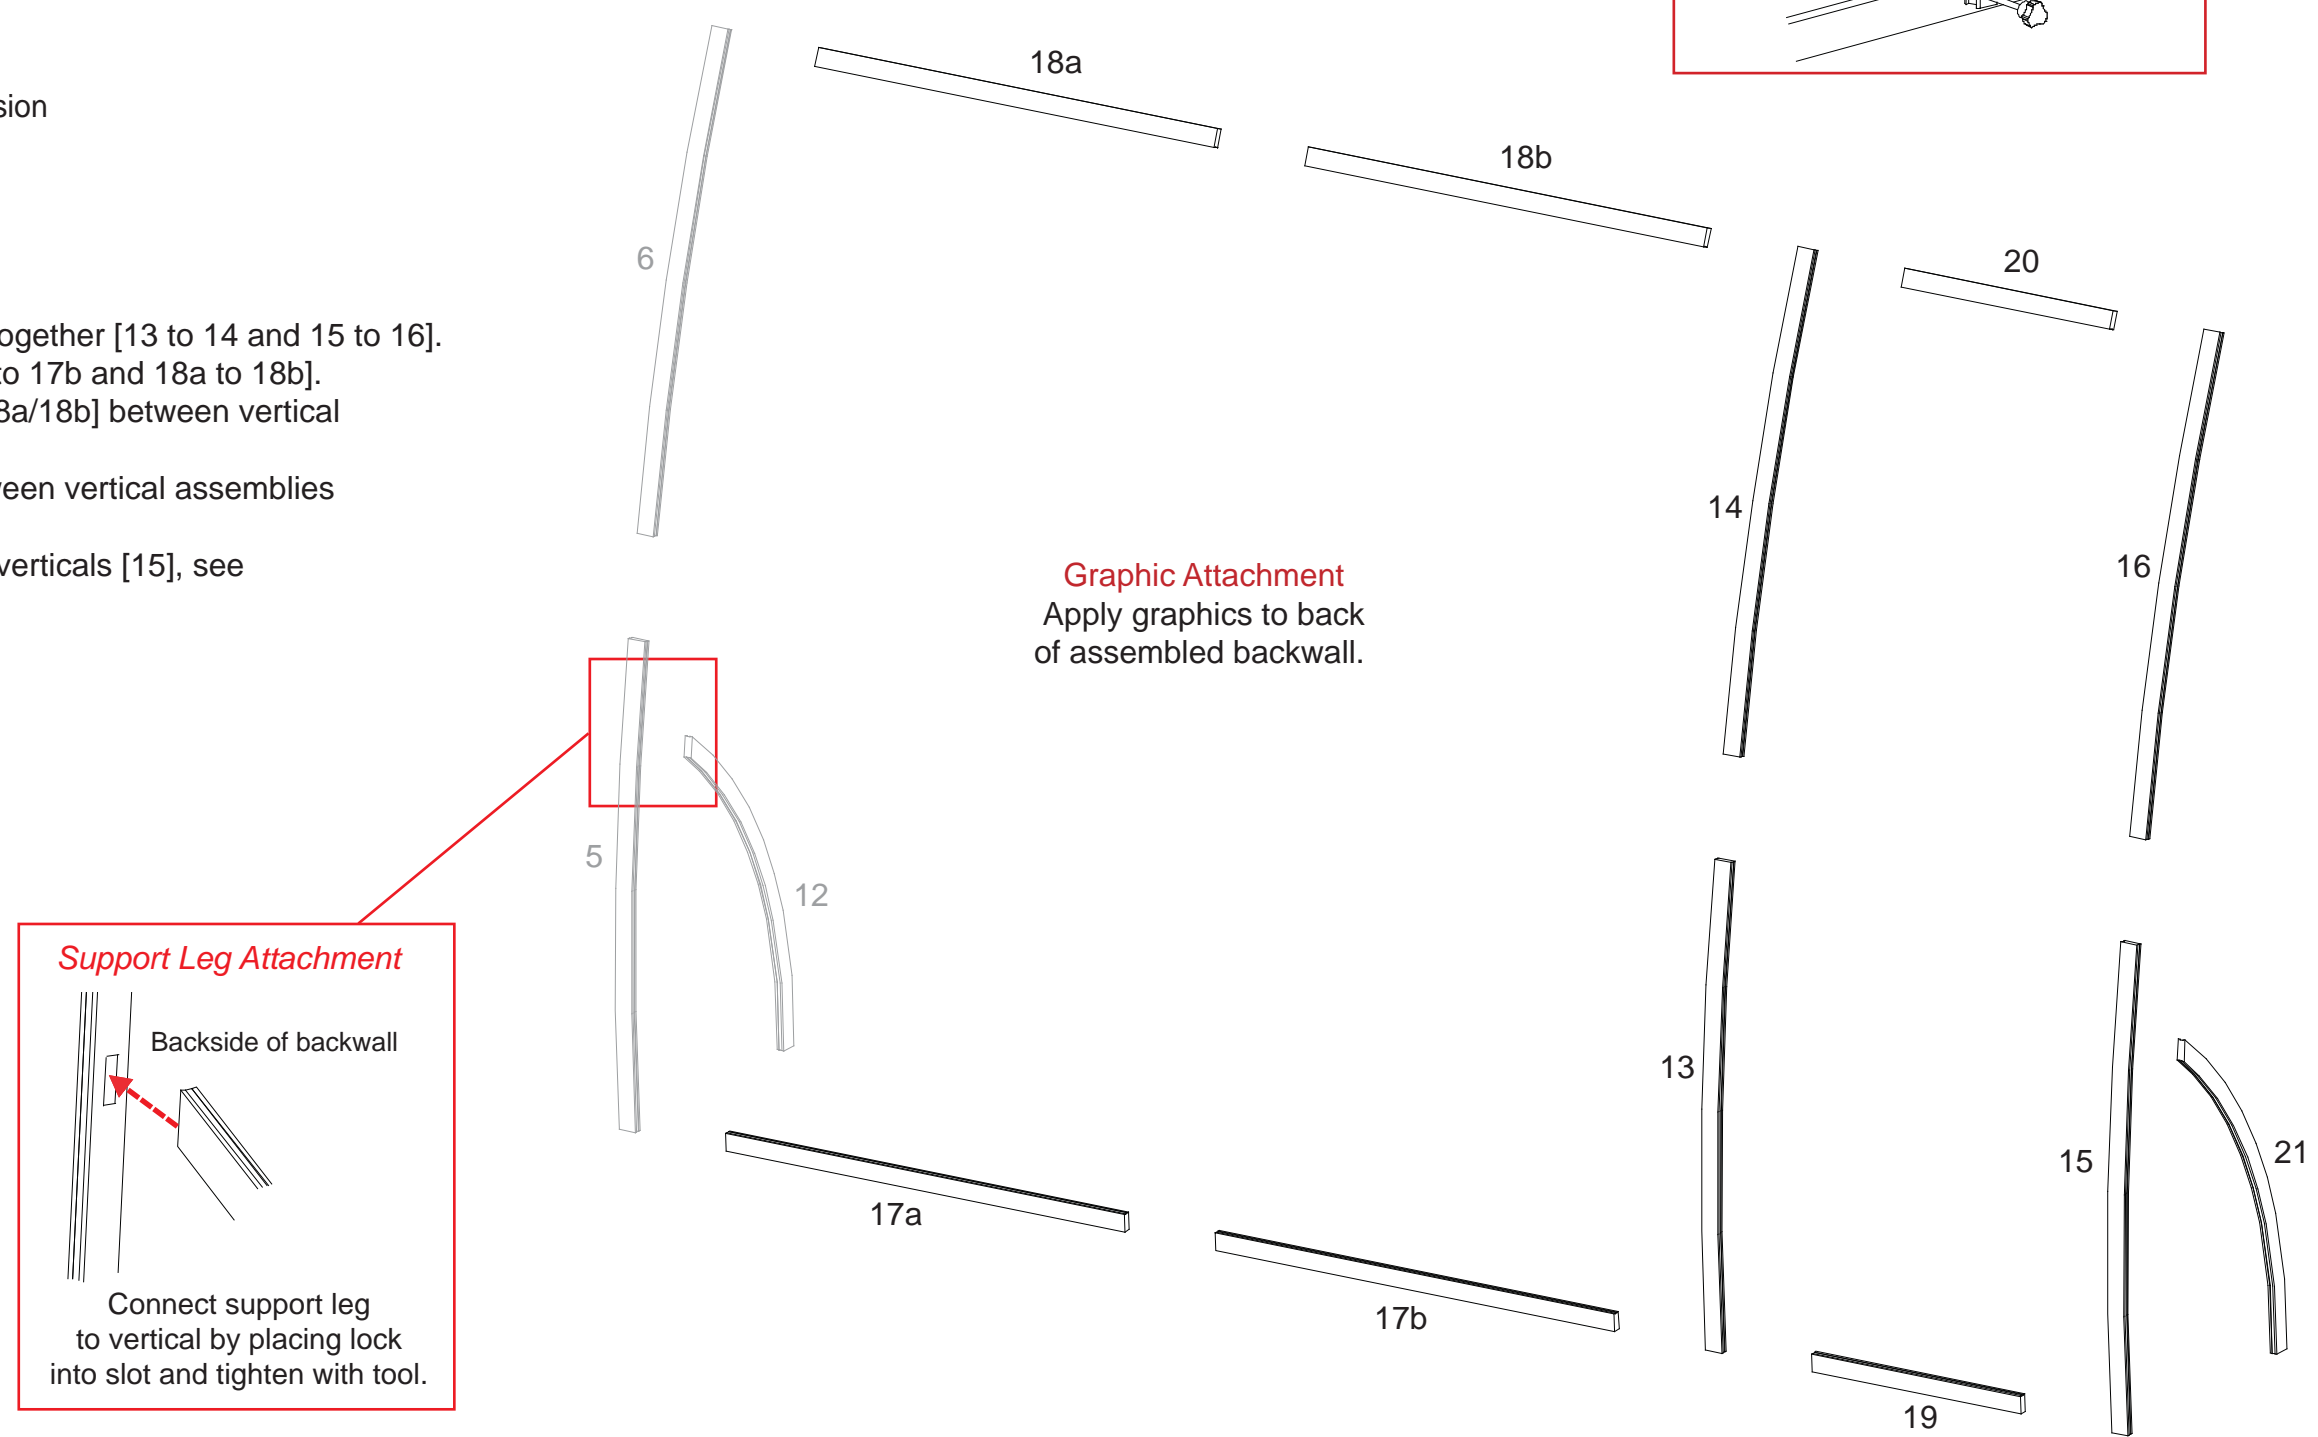 sion
ogether [13 to 14 and 15 to 16].
to 17b and 18a to 18b].
8a/18b] between vertical
een vertical assemblies
verticals [15], see
18a
18b
20
6
14
16
Graphic Attachment
Apply graphics to back
of assembled backwall.
5
12
13
15
21
17a
17b
19
Support Leg Attachment
Backside of backwall
Connect support leg
to vertical by placing lock
into slot and tighten with tool.